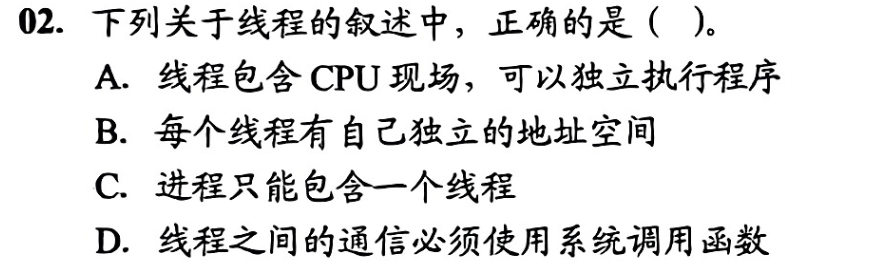 02. 下列关于线程的叙述中，正确的是（ ）。
A. 线程包含 CPU 现场，可以独立执行程序
B. 每个线程有自己独立的地址空间
C. 进程只能包含一个线程
D. 线程之间的通信必须使用系统调用函数